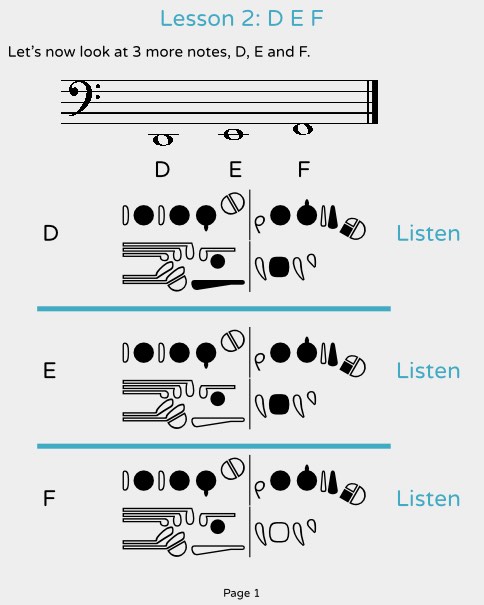 Lesson 2: D E F
Let's now look at 3 more notes, D, E and F.
D E F
D Listen
E Listen
F Listen
Page 1